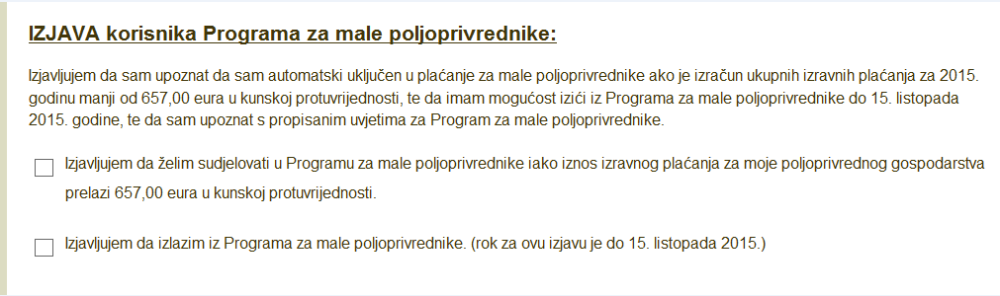 IZJAVA korisnika Programa za male poljoprivrednike:
Izjavljujem da sam upoznat da sam automatski uključen u plaćanje za male poljoprivrednike ako je izračun ukupnih izravnih plaćanja za 2015.
godinu manji od 657,00 eura u kunskoj protuvrijednosti, te da imam mogućost izići iz Programa za male poljoprivrednike do 15. listopada
2015. godine, te da sam upoznat s propisanim uvjetima za Program za male poljoprivrednike.
Izjavljujem da želim sudjelovati u Programu za male poljoprivrednike iako iznos izravnog plaćanja za moje poljoprivrednog gospodarstva
prelazi 657,00 eura u kunskoj protuvrijednosti.
Izjavljujem da izlazim iz Programa za male poljoprivrednike. (rok za ovu izjavu je do 15. listopada 2015.)